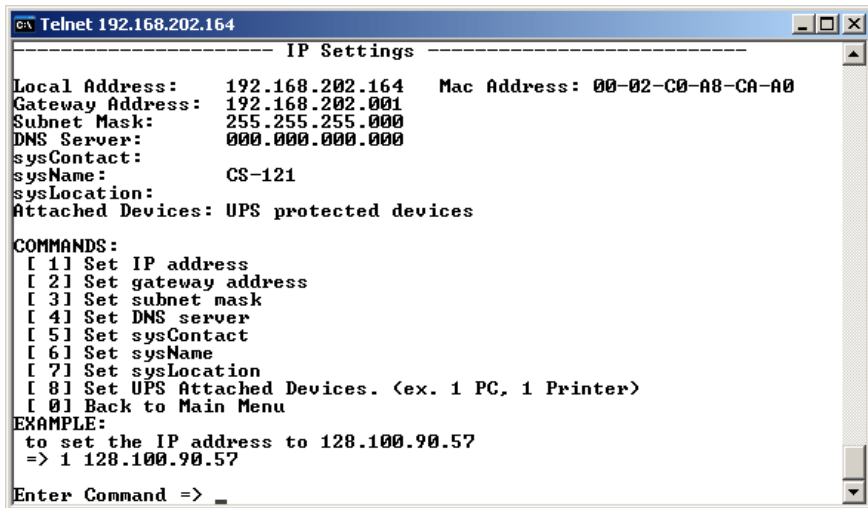 Telnet 192.168.202.164
---------------------- IP Settings ---------------------------
Local Address:    192.168.202.164   Mac Address: 00-02-C0-A8-CA-A0
Gateway Address:  192.168.202.001
Subnet Mask:      255.255.255.000
DNS Server:       000.000.000.000
sysContact:
sysName:          CS-121
sysLocation:
Attached Devices: UPS protected devices
COMMANDS:
 [ 1] Set IP address
 [ 2] Set gateway address
 [ 3] Set subnet mask
 [ 4] Set DNS server
 [ 5] Set sysContact
 [ 6] Set sysName
 [ 7] Set sysLocation
 [ 8] Set UPS Attached Devices. (ex. 1 PC, 1 Printer)
 [ 0] Back to Main Menu
EXAMPLE:
 to set the IP address to 128.100.90.57
 => 1 128.100.90.57
Enter Command => _